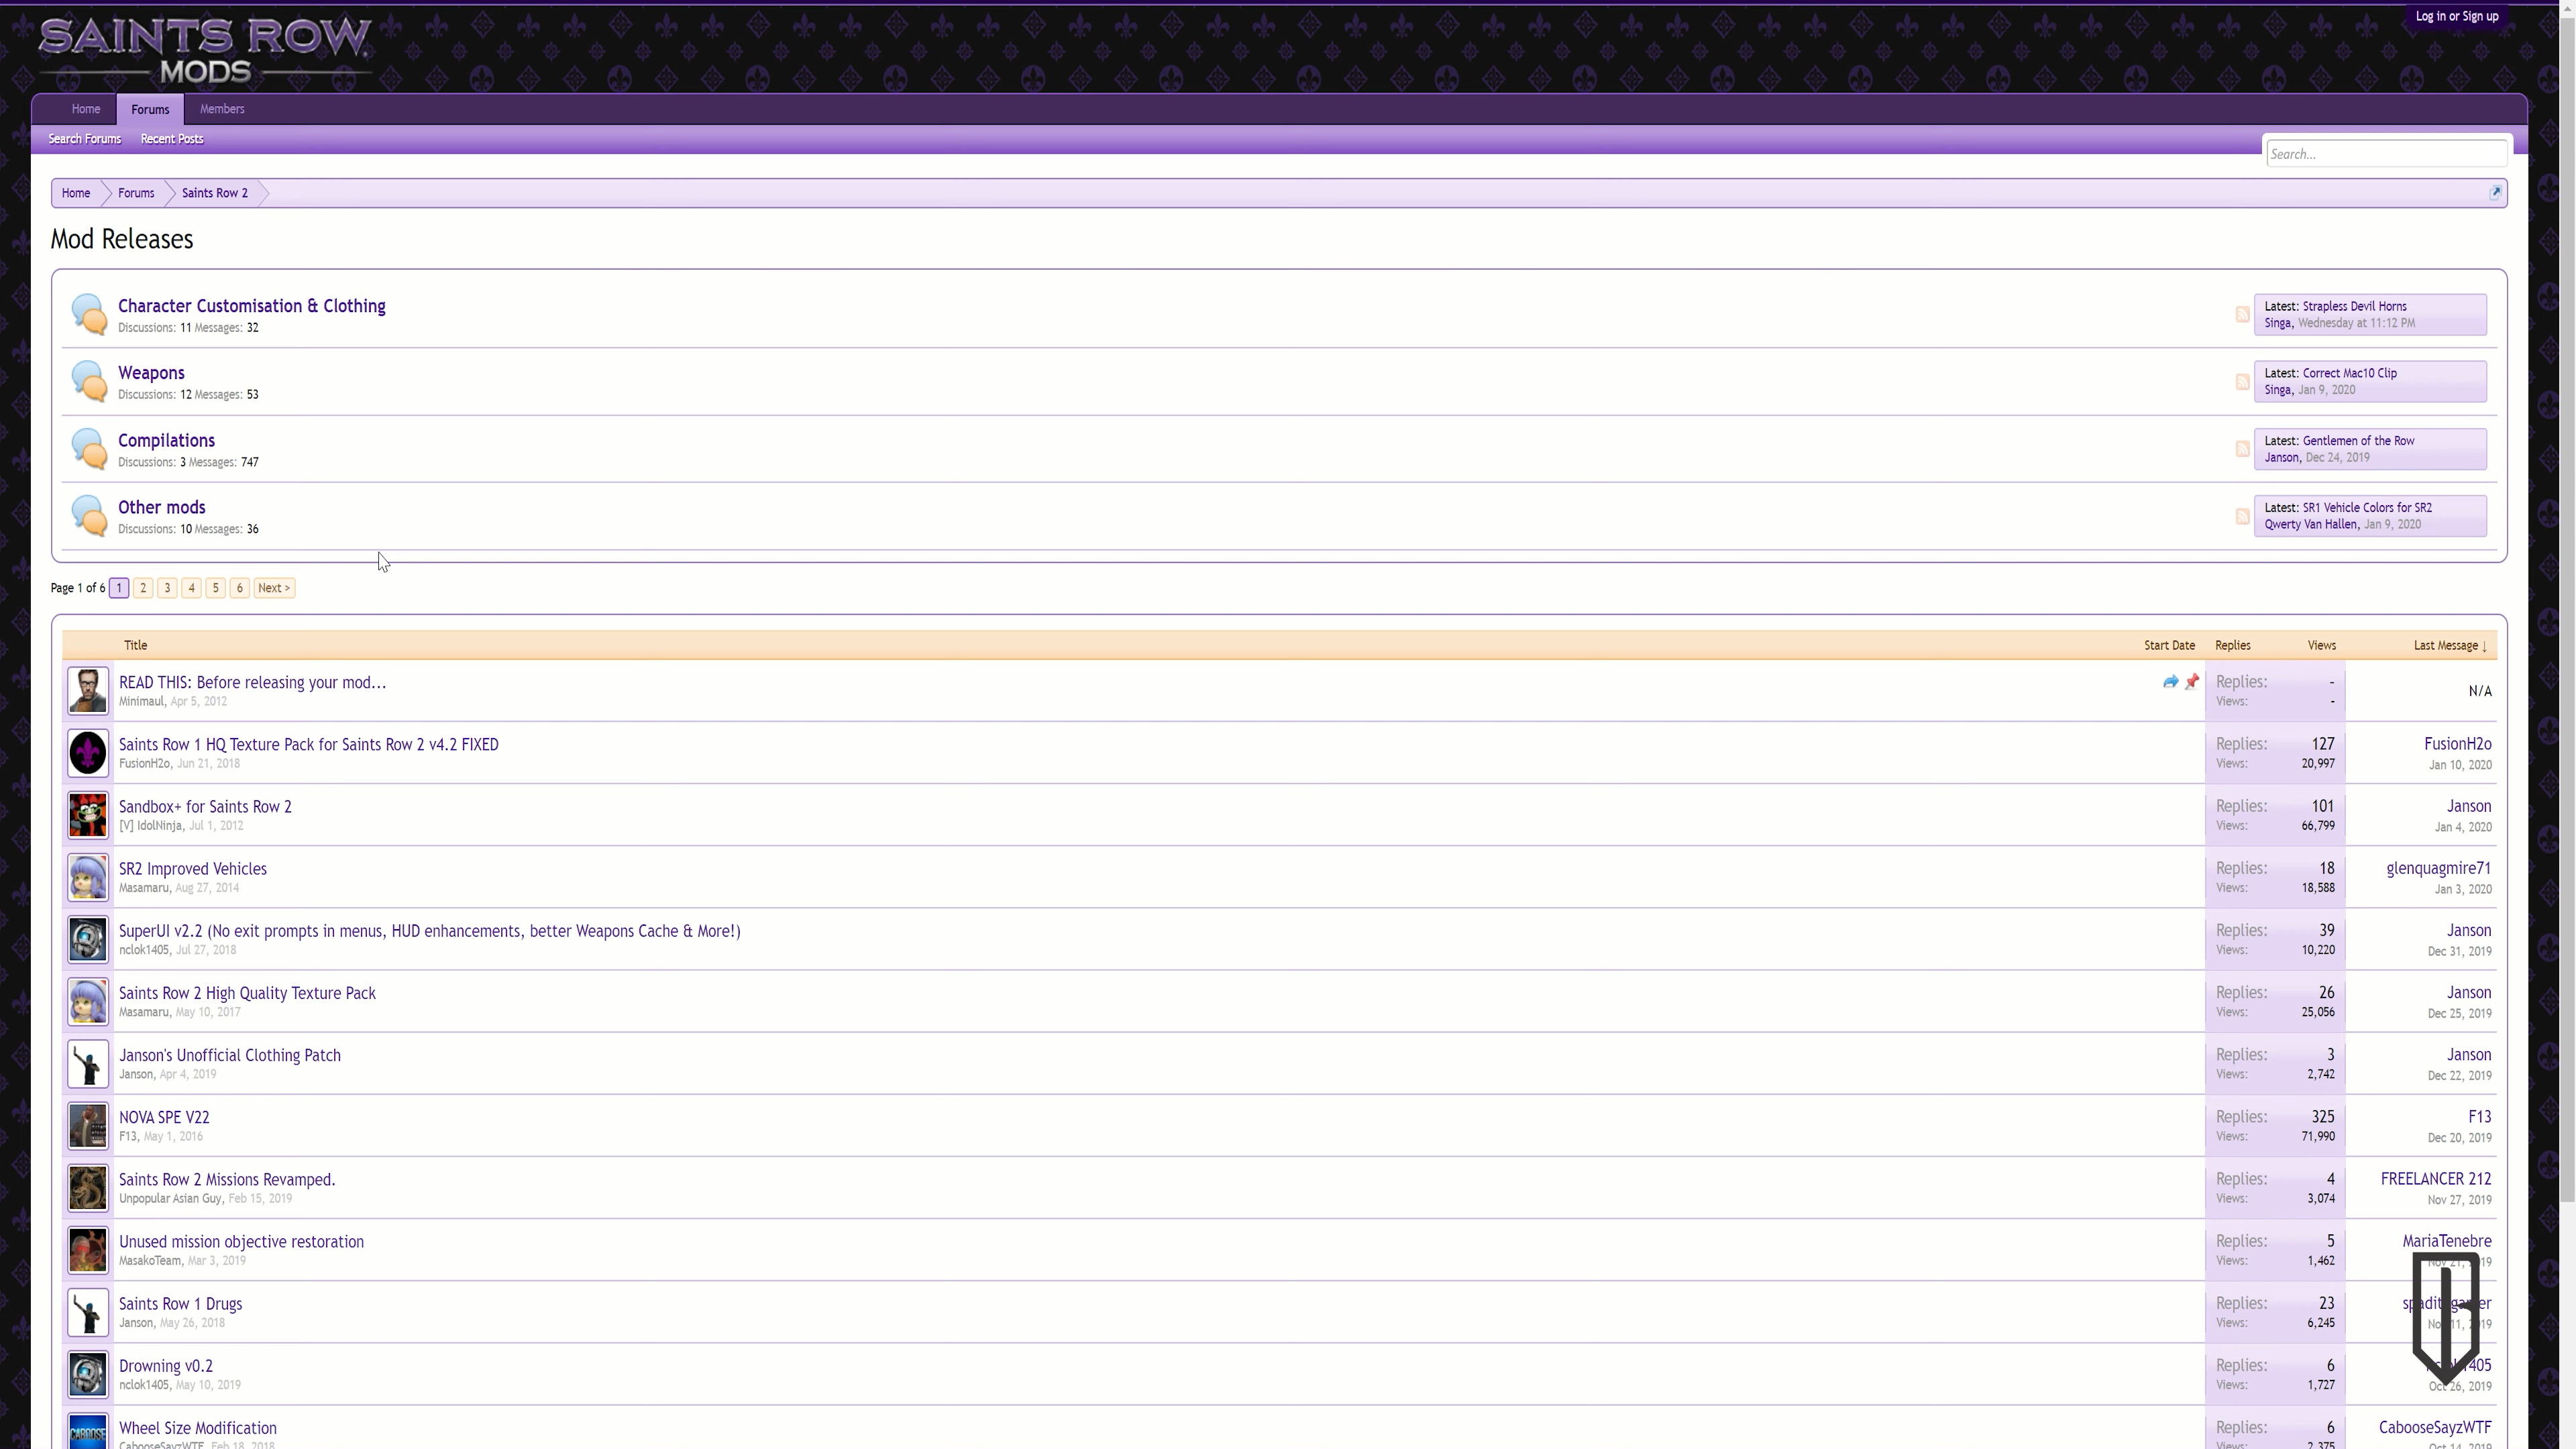 SAINTS ROW
MODS
Log in or Sign up
Home Forums Members
Search Forums Recent Posts
Search...
Home Forums Saints Row 2
Mod Releases
Character Customisation & Clothing
Discussions: 11 Messages: 32
Latest: Strapless Devil Horns
Singa, Wednesday at 11:12 PM
Weapons
Discussions: 12 Messages: 53
Latest: Correct Mac10 Clip
Singa, Jan 9, 2020
Compilations
Discussions: 3 Messages: 747
Latest: Gentlemen of the Row
Janson, Dec 24, 2019
Other mods
Discussions: 10 Messages: 36
Latest: SR1 Vehicle Colors for SR2
Qwerty Van Hallen, Jan 9, 2020
Page 1 of 6 1 2 3 4 5 6 Next >
Title Start Date Replies Views Last Message ↓
READ THIS: Before releasing your mod...
Minimaul, Apr 5, 2012
Replies: -
Views: -
N/A
Saints Row 1 HQ Texture Pack for Saints Row 2 v4.2 FIXED
FusionH2o, Jun 21, 2018
Replies: 127
Views: 20,997
FusionH2o
Jan 10, 2020
Sandbox+ for Saints Row 2
[V] IdolNinja, Jul 1, 2012
Replies: 101
Views: 66,799
Janson
Jan 4, 2020
SR2 Improved Vehicles
Masamaru, Aug 27, 2014
Replies: 18
Views: 18,588
glenquagmire71
Jan 3, 2020
SuperUI v2.2 (No exit prompts in menus, HUD enhancements, better Weapons Cache & More!)
nclok1405, Jul 27, 2018
Replies: 39
Views: 10,220
Janson
Dec 31, 2019
Saints Row 2 High Quality Texture Pack
Masamaru, May 10, 2017
Replies: 26
Views: 25,056
Janson
Dec 25, 2019
Janson's Unofficial Clothing Patch
Janson, Apr 4, 2019
Replies: 3
Views: 2,742
Janson
Dec 22, 2019
NOVA SPE V22
F13, May 1, 2016
Replies: 325
Views: 71,990
F13
Dec 20, 2019
Saints Row 2 Missions Revamped.
Unpopular Asian Guy, Feb 15, 2019
Replies: 4
Views: 3,074
FREELANCER 212
Nov 27, 2019
Unused mission objective restoration
MasakoTeam, Mar 3, 2019
Replies: 5
Views: 1,462
MariaTenebre
Saints Row 1 Drugs
Janson, May 26, 2018
Replies: 23
Views: 6,245
Drowning v0.2
nclok1405, May 10, 2019
Replies: 6
Views: 1,727
Oct 26, 2019
CABOOSE
Wheel Size Modification
CabooseSayzWTF, Feb 18, 2018
Replies: 6
Views: 2,375
CabooseSayzWTF
Oct 14, 2019